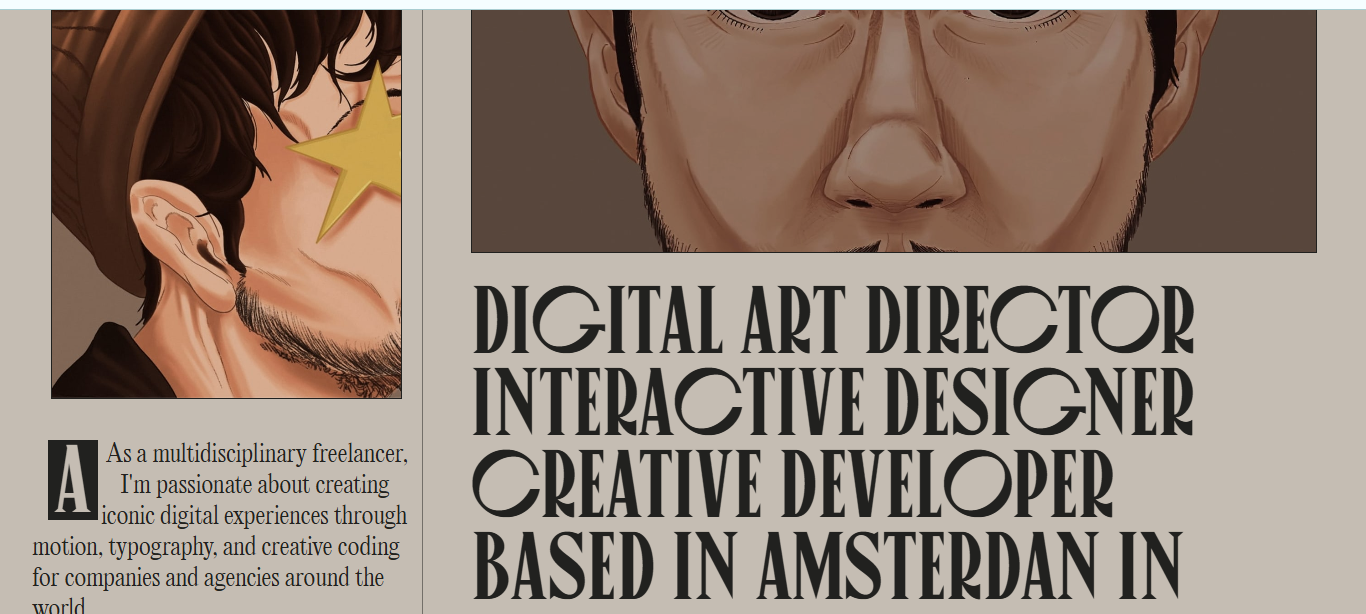 A As a multidisciplinary freelancer,
I'm passionate about creating
iconic digital experiences through
motion, typography, and creative coding
for companies and agencies around the
world
DIGITAL ART DIRECTOR
INTERACTIVE DESIGNER
CREATIVE DEVELOPER
BASED IN AMSTERDAN IN